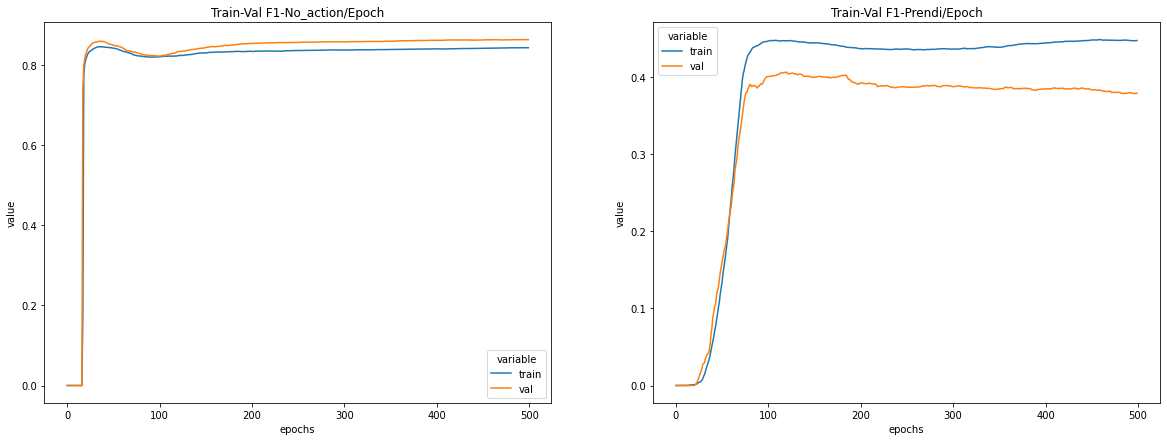 Train-Val F1-No_action/Epoch
value
0.8
0.6
0.4
0.2
0.0
0 100 200 300 400 500
epochs
variable
train
val
Train-Val F1-Prendi/Epoch
variable
train
val
value
0.4
0.3
0.2
0.1
0.0
0 100 200 300 400 500
epochs